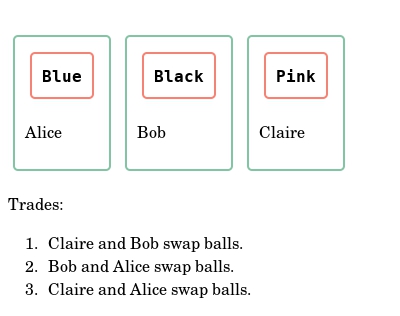 Blue Black Pink
Alice Bob Claire
Trades:
1. Claire and Bob swap balls.
2. Bob and Alice swap balls.
3. Claire and Alice swap balls.